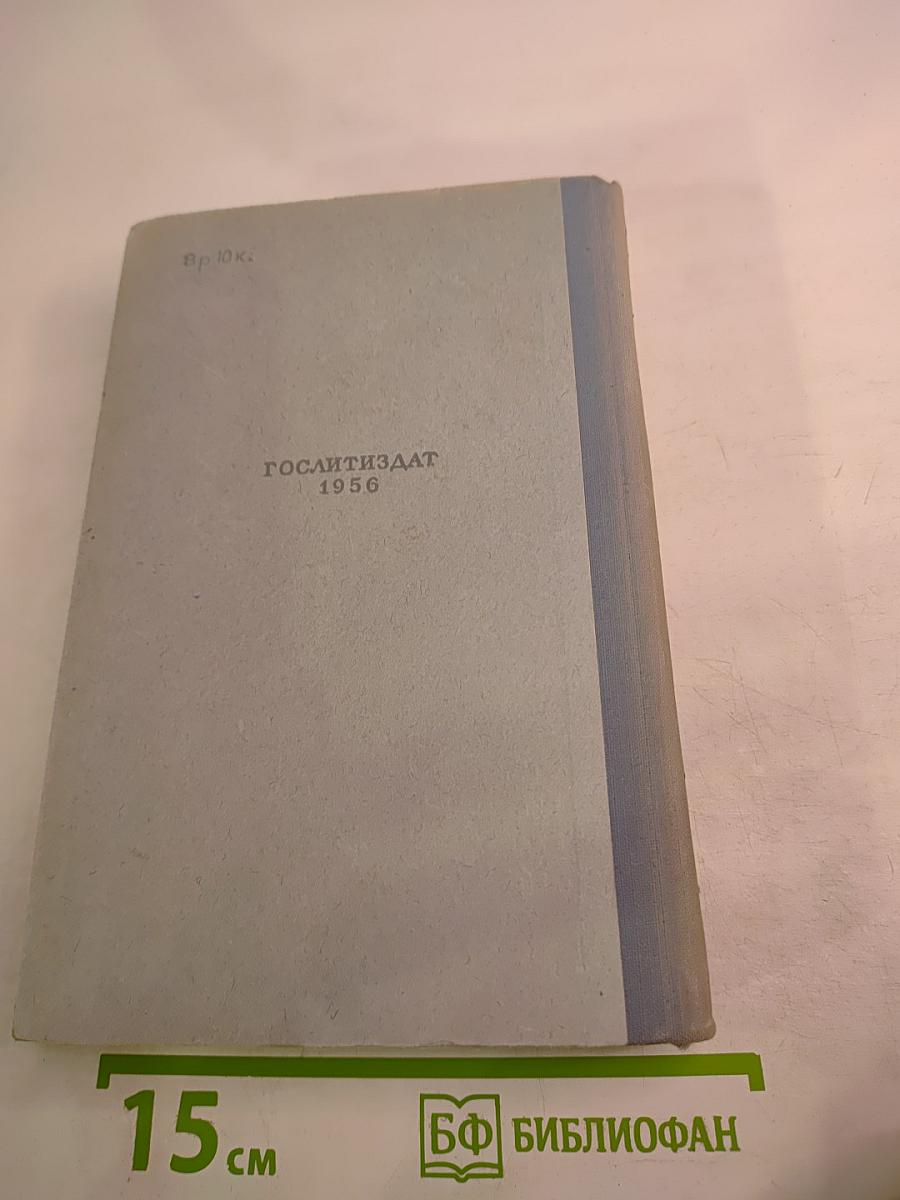 8р 10к.
ГОСЛИТИЗДАТ
1956
15 см
БФ БИБЛИОФАН